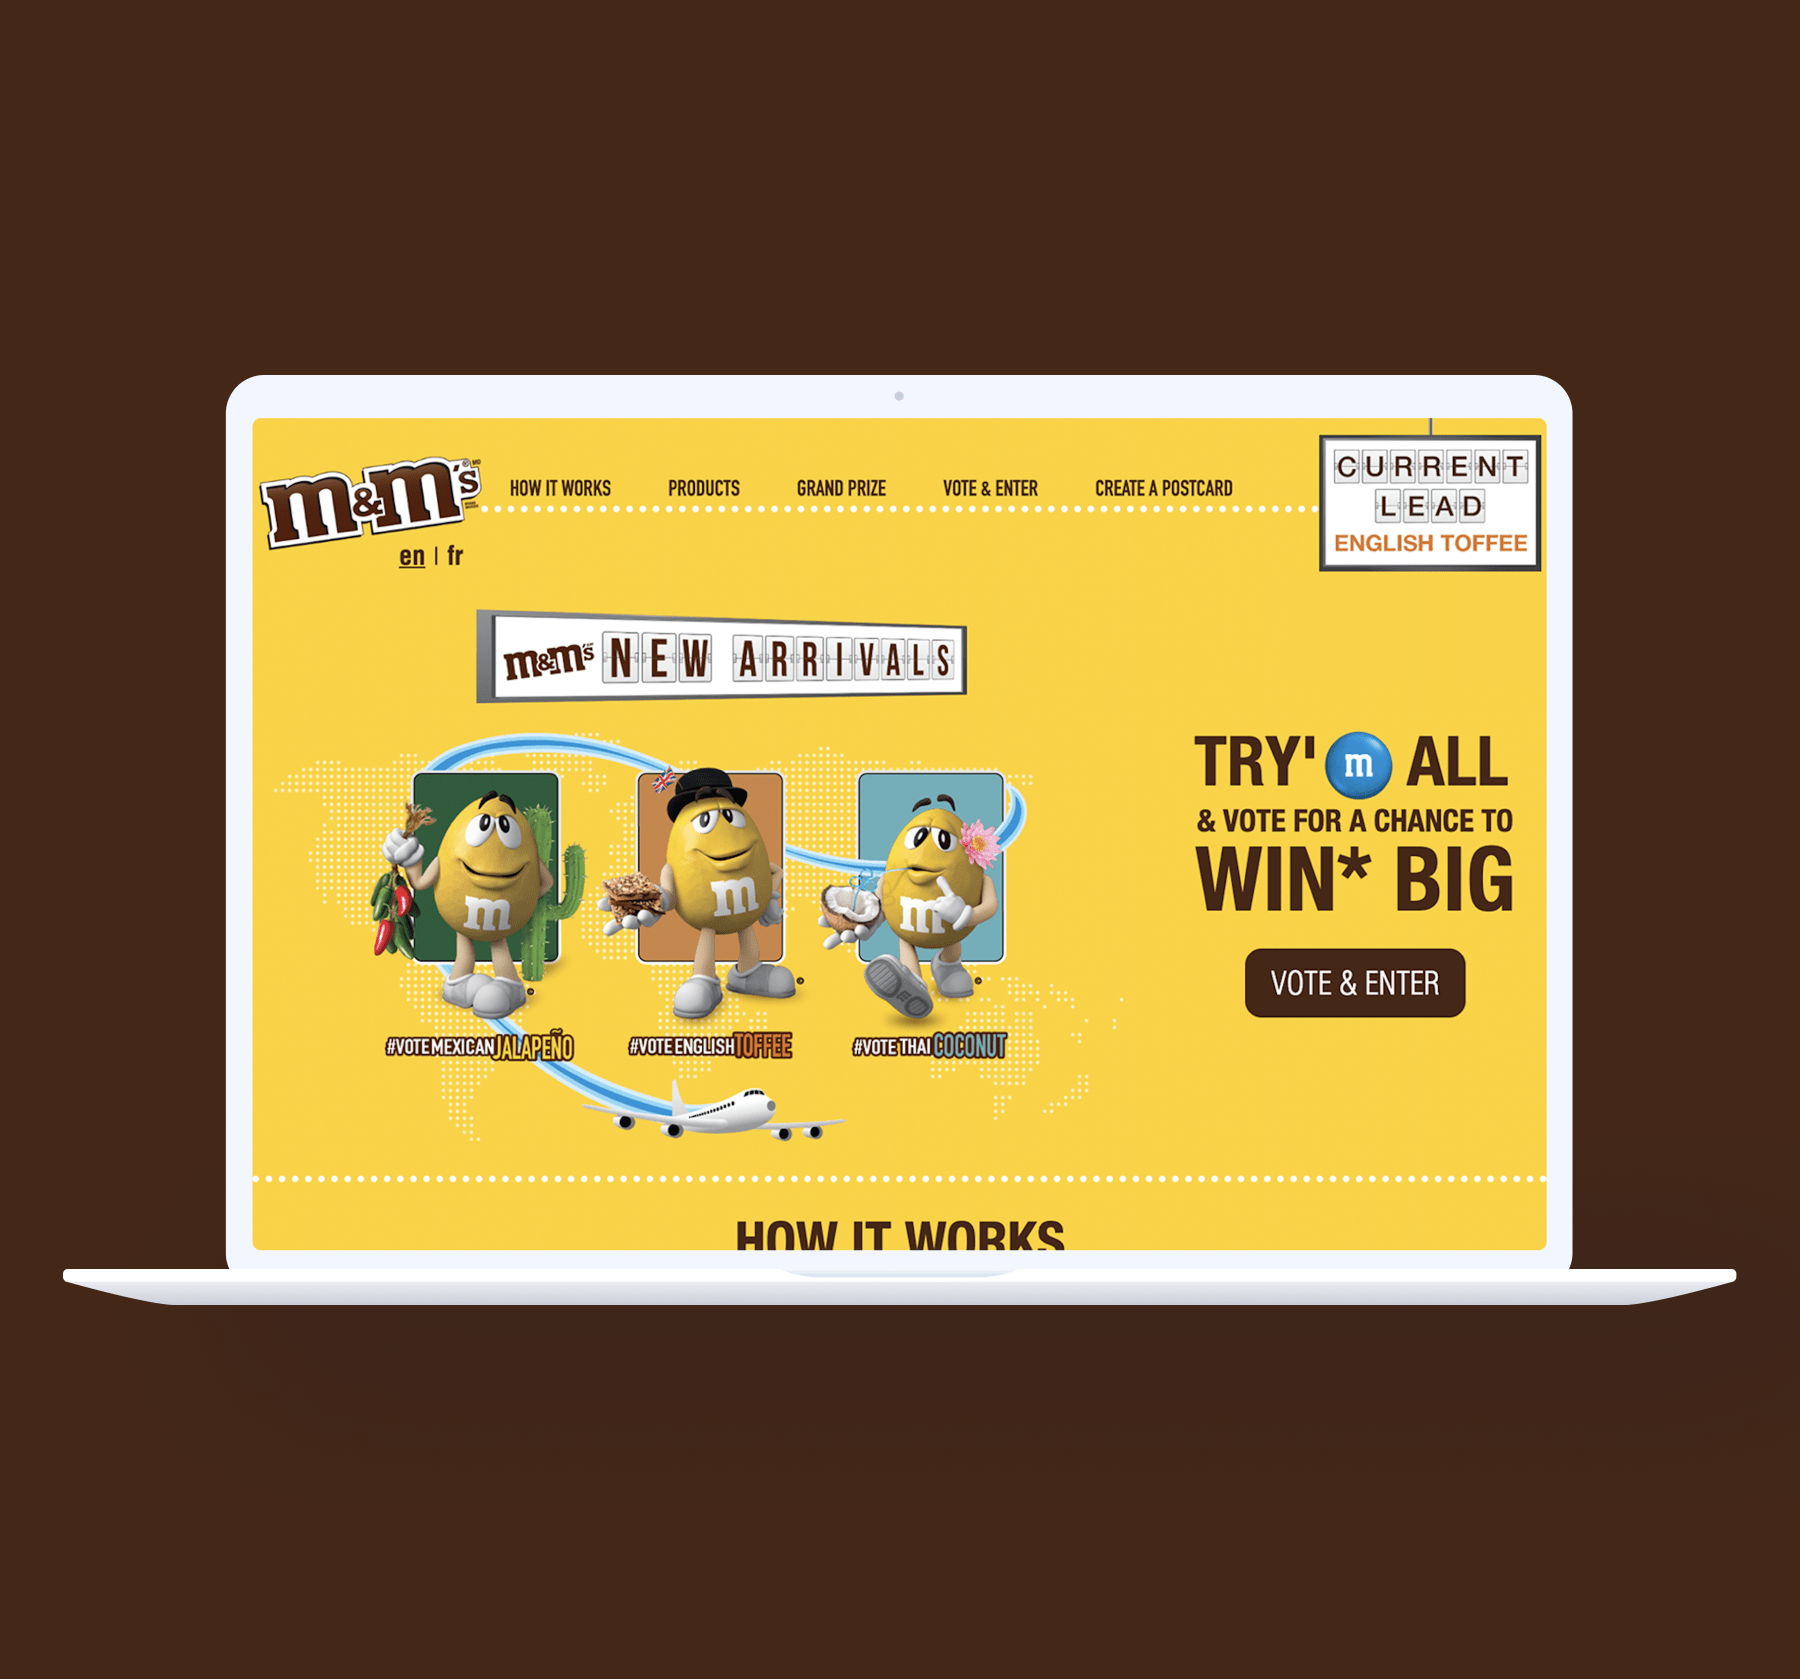 m&m's
HOW IT WORKS
PRODUCTS
GRAND PRIZE
VOTE & ENTER
CREATE A POSTCARD
en | fr
CURRENT
LEAD
ENGLISH TOFFEE
m&m's NEW ARRIVALS
TRY' m ALL
& VOTE FOR A CHANCE TO
WIN* BIG
VOTE & ENTER
m
m
m
#VOTEMEXICANJALAPEÑO
#VOTEENGLISHTOFFEE
#VOTETHAICOCONUT
HOW IT WORKS